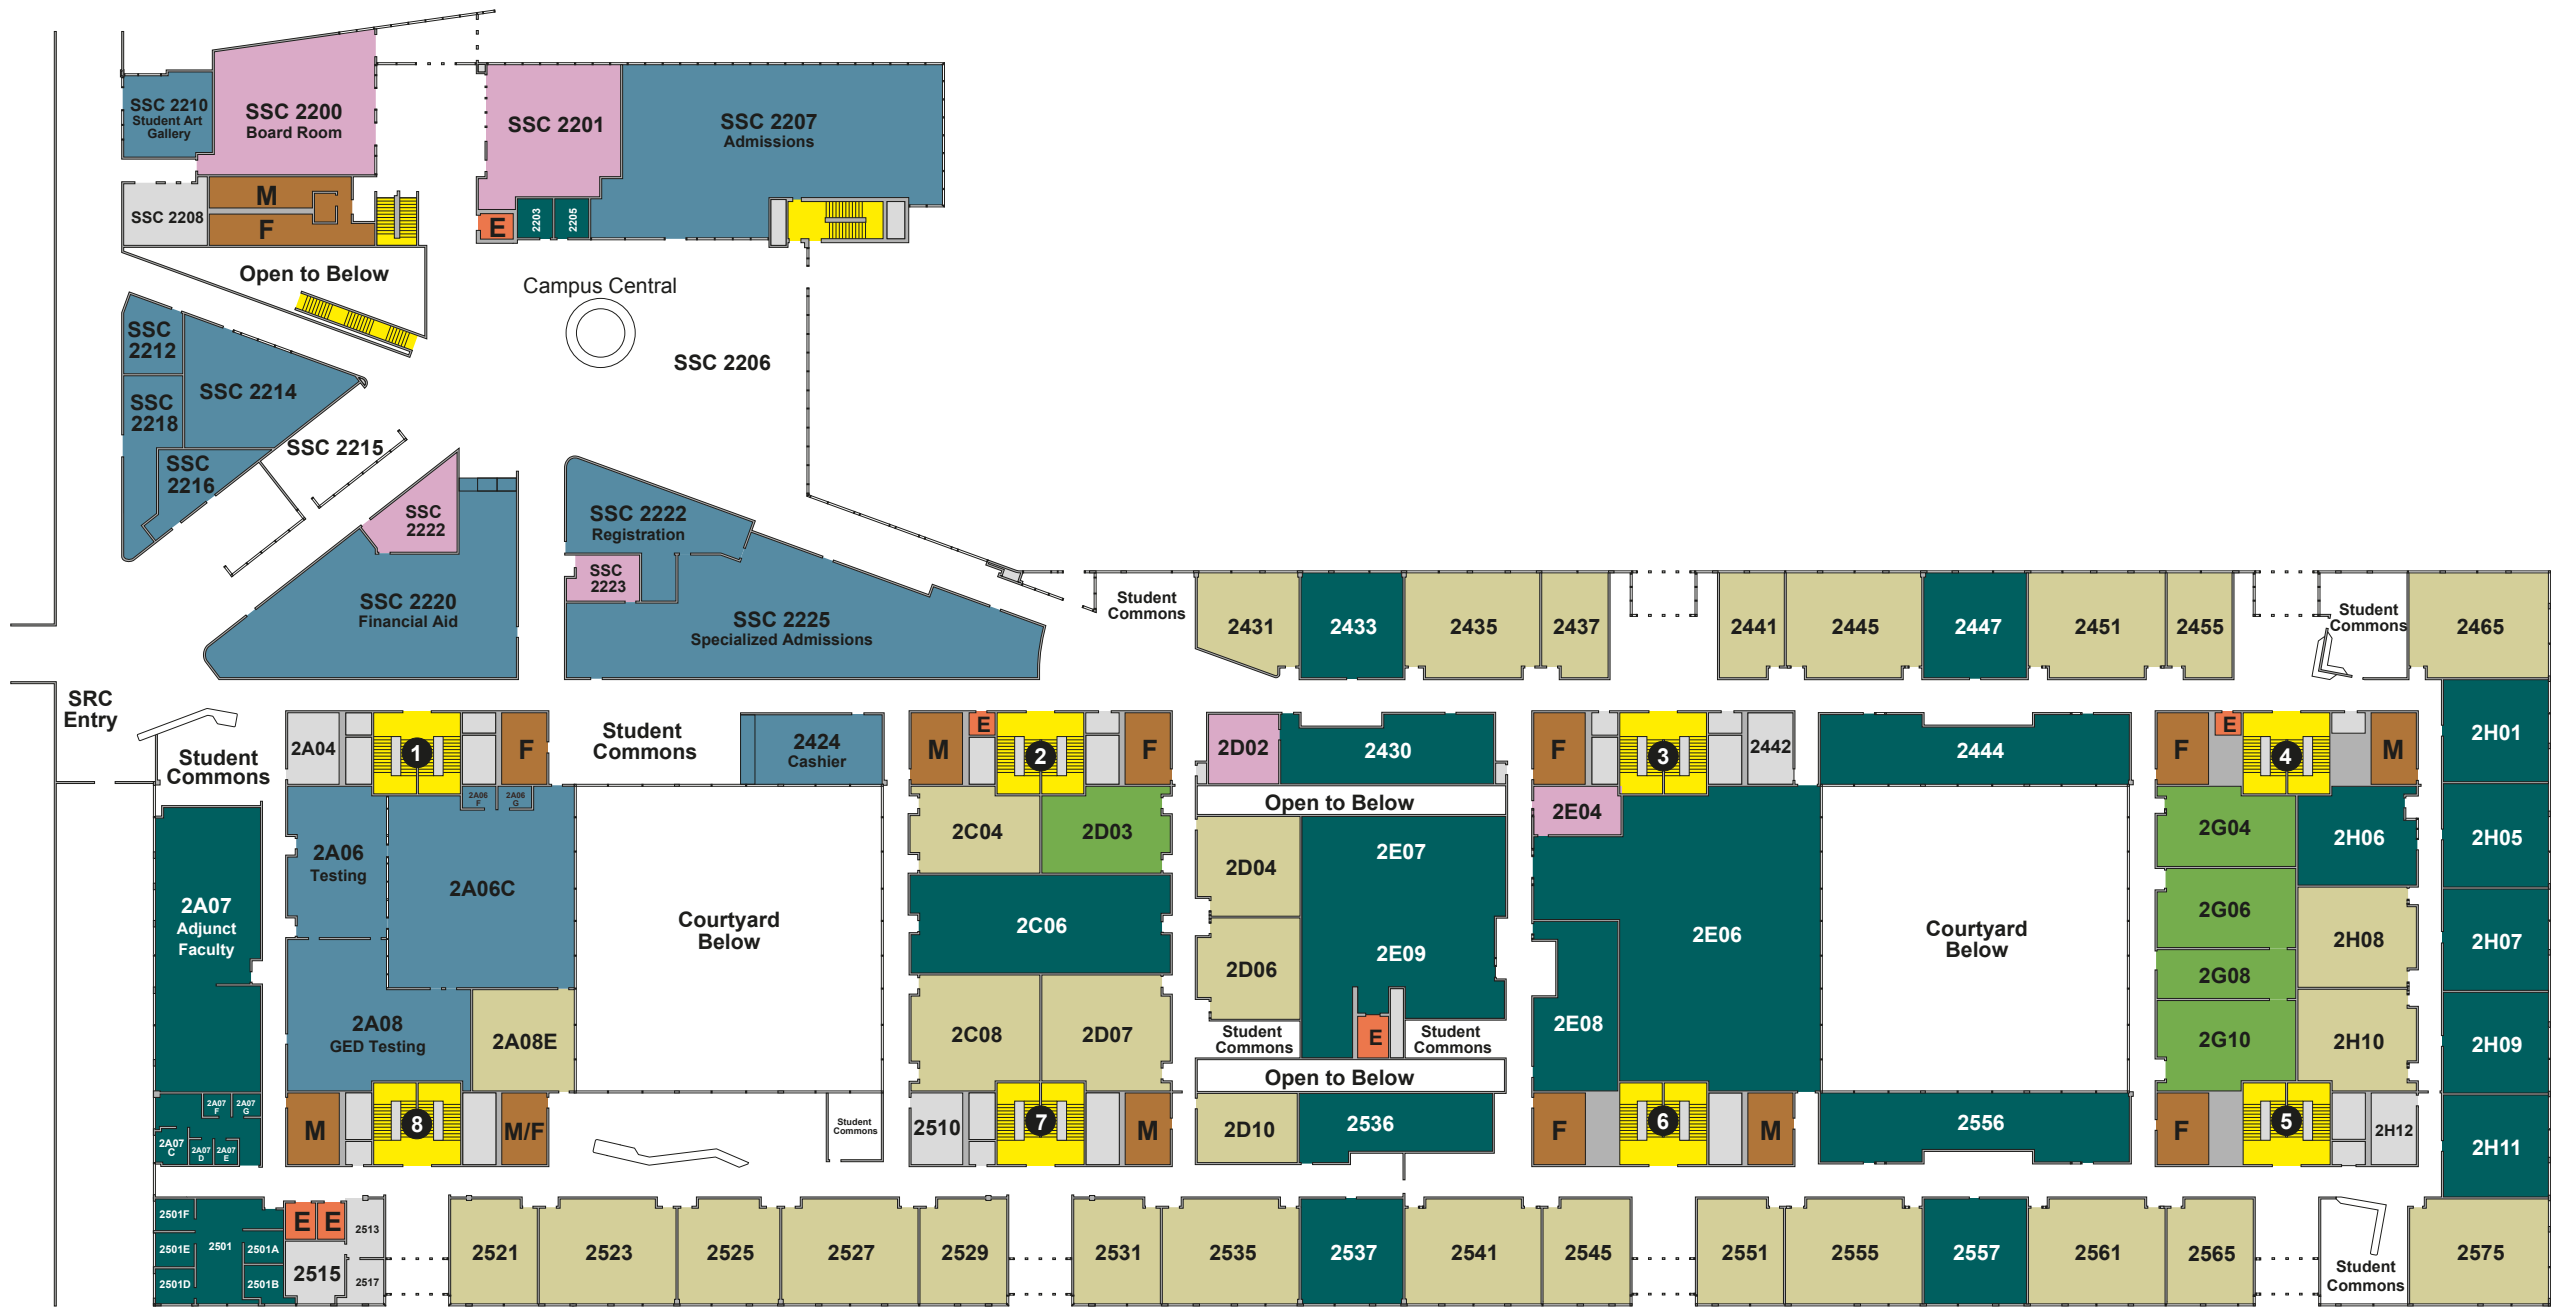 SSC 2210
Student Art
Gallery
SSC 2200
Board Room
SSC 2201
SSC 2207
Admissions
SSC 2208
M
F
E
2203
2205
Open to Below
Campus Central
SSC 2206
SSC
2212
SSC 2214
SSC
2218
SSC
2216
SSC 2215
SSC
2222
SSC 2220
Financial Aid
SSC 2222
Registration
SSC
2223
SSC 2225
Specialized Admissions
Student
Commons
2431
2433
2435
2437
2441
2445
2447
2451
2455
Student
Commons
2465
SRC
Entry
Student
Commons
2A04
1
F
Student
Commons
2424
Cashier
M
E
2
F
2D02
2430
F
3
2442
2444
F
E
4
M
2H01
2A06
F
2A06
G
Open to Below
2A07
Adjunct
Faculty
2A06
Testing
2A06C
Courtyard
Below
2C04
2D03
2C06
2D04
2D06
2E07
2E09
2E04
2E06
2E08
Courtyard
Below
2G04
2G06
2G08
2G10
2H06
2H08
2H10
2H05
2H07
2H09
2A08
GED Testing
2A08E
2C08
2D07
Student
Commons
E
Student
Commons
Open to Below
2A07
F
2A07
G
2A07
C
2A07
D
2A07
E
M
8
M/F
Student
Commons
2510
7
M
2D10
2536
F
6
M
2556
F
5
2H12
2H11
2501F
2501E
2501D
2501
2501A
2501B
E
E
2513
2515
2517
2521
2523
2525
2527
2529
2531
2535
2537
2541
2545
2551
2555
2557
2561
2565
Student
Commons
2575